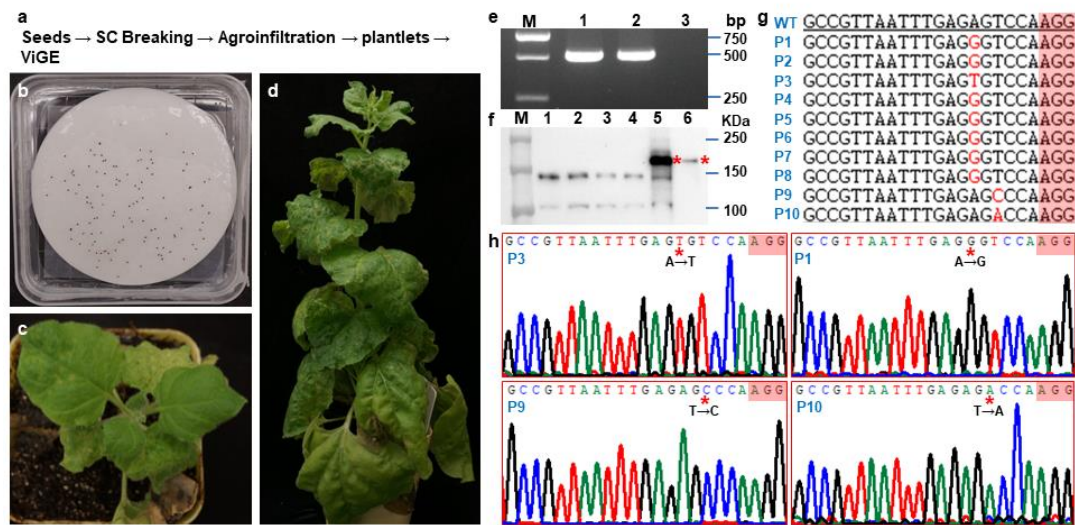 a
Seeds → SC Breaking → Agroinfiltration → plantlets →
ViGE
b
c
d
e
M 1 2 3 bp
750
500
250
f
M 1 2 3 4 5 6 KDa
250
* * 150
100
g
WT GCCGTTAATTTGAGAGTCCAAGG
P1 GCCGTTAATTTGAGGGTCCAAGG
P2 GCCGTTAATTTGAGGGTCCAAGG
P3 GCCGTTAATTTGAGTGTCCAAGG
P4 GCCGTTAATTTGAGGGTCCAAGG
P5 GCCGTTAATTTGAGGGTCCAAGG
P6 GCCGTTAATTTGAGGGTCCAAGG
P7 GCCGTTAATTTGAGGGTCCAAGG
P8 GCCGTTAATTTGAGGGTCCAAGG
P9 GCCGTTAATTTGAGAGCCCAAGG
P10 GCCGTTAATTTGAGAGACCAAGG
h
GCCGTTAATTTGAGTGTCCAAGG
P3 *
A→T
GCCGTTAATTTGAGGGTCCAAGG
P1 *
A→G
GCCGTTAATTTGAGAGCCCAAGG
P9 *
T→C
GCCGTTAATTTGAGAGACCAAGG
P10 *
T→A